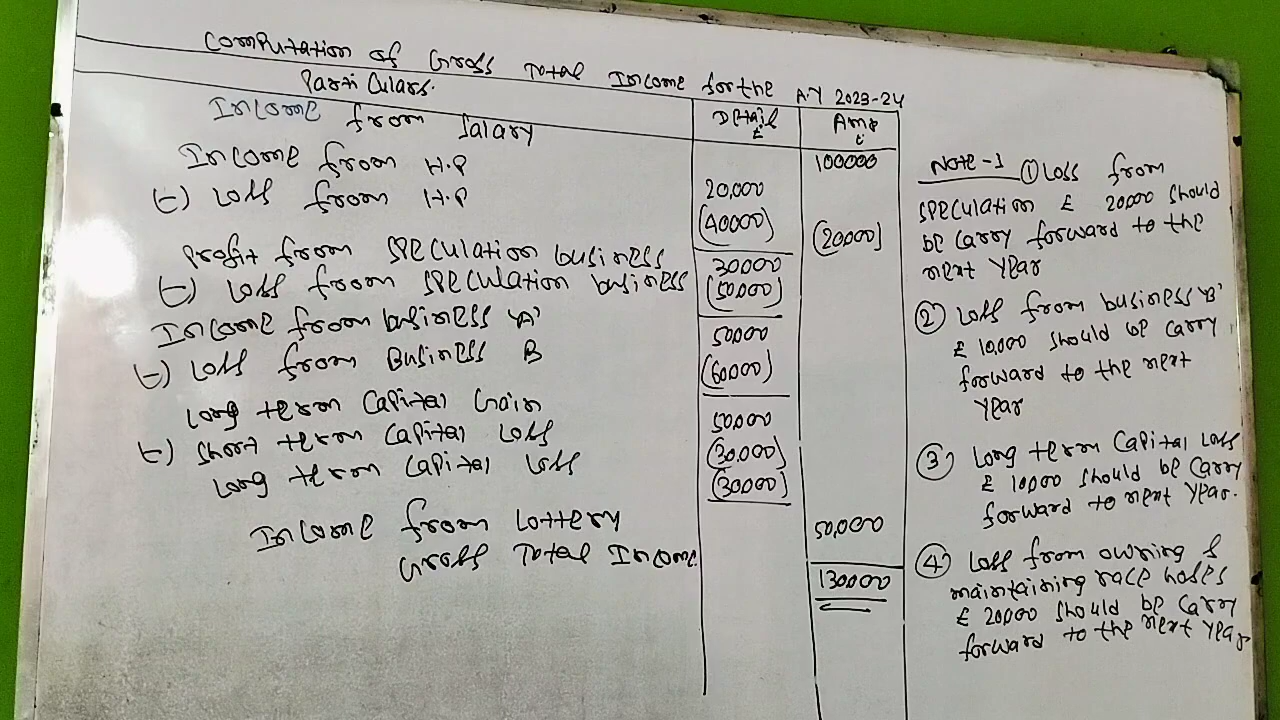 Computation of Gross Total Income for the AY 2023-24
Particulars. Detail ₹ Amt ₹
Income from Salary 100000
Income from H.P 20,000
(-) Loss from H.P (40000) (20000)
Profit from Speculation business 30000
(-) Loss from Speculation business (50000)
Income from business 'A' 50000
(-) Loss from Business B (60000)
Long term Capital Gain 50000
(-) Short term Capital Loss (30,000)
Long term Capital Loss (30000)
Income from Lottery 50,000
Gross Total Income. 130000
Note-1 ① Loss from
Speculation ₹ 20000 should
be carry forward to the
next year
② Loss from business 'B'
₹ 10,000 should be carry
forward to the next
year
③ Long term Capital Loss
₹ 10000 should be carry
forward to next year.
④ Loss from owning &
maintaining race hoses
₹ 20000 should be carry
forward to the next year